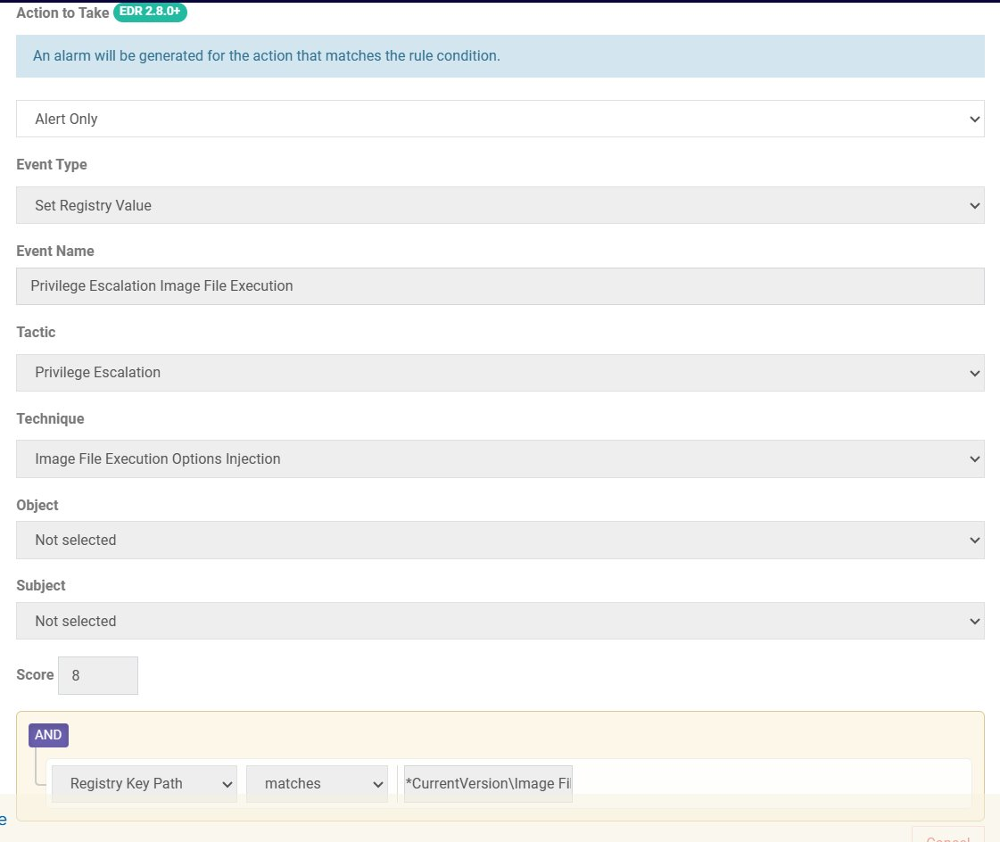 Action to Take EDR 2.8.0+
An alarm will be generated for the action that matches the rule condition.
Alert Only
Event Type
Set Registry Value
Event Name
Privilege Escalation Image File Execution
Tactic
Privilege Escalation
Technique
Image File Execution Options Injection
Object
Not selected
Subject
Not selected
Score 8
AND
Registry Key Path matches *CurrentVersion\Image Fi
e
Cancel